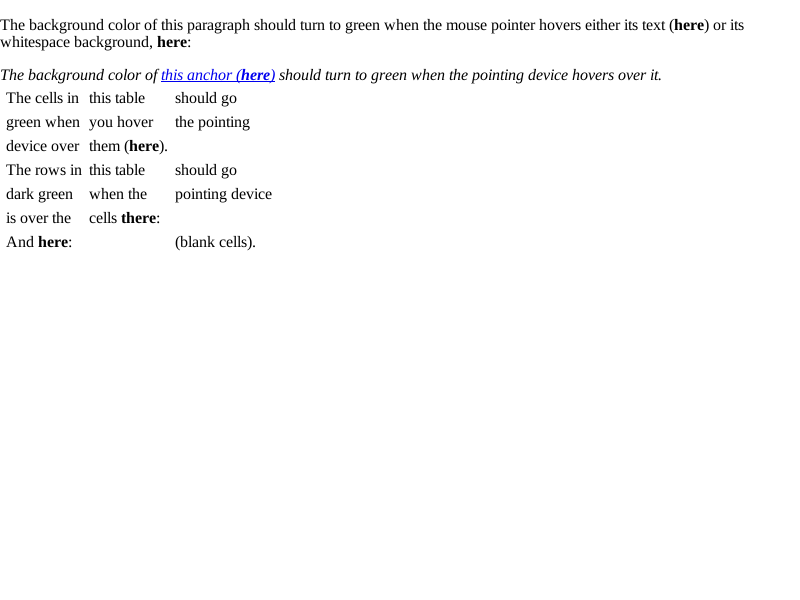 The background color of this paragraph should turn to green when the mouse pointer hovers either its text (here) or its
whitespace background, here:
The background color of this anchor (here) should turn to green when the pointing device hovers over it.
The cells in this table should go
green when you hover the pointing
device over them (here).
The rows in this table should go
dark green when the pointing device
is over the cells there:
And here: (blank cells).